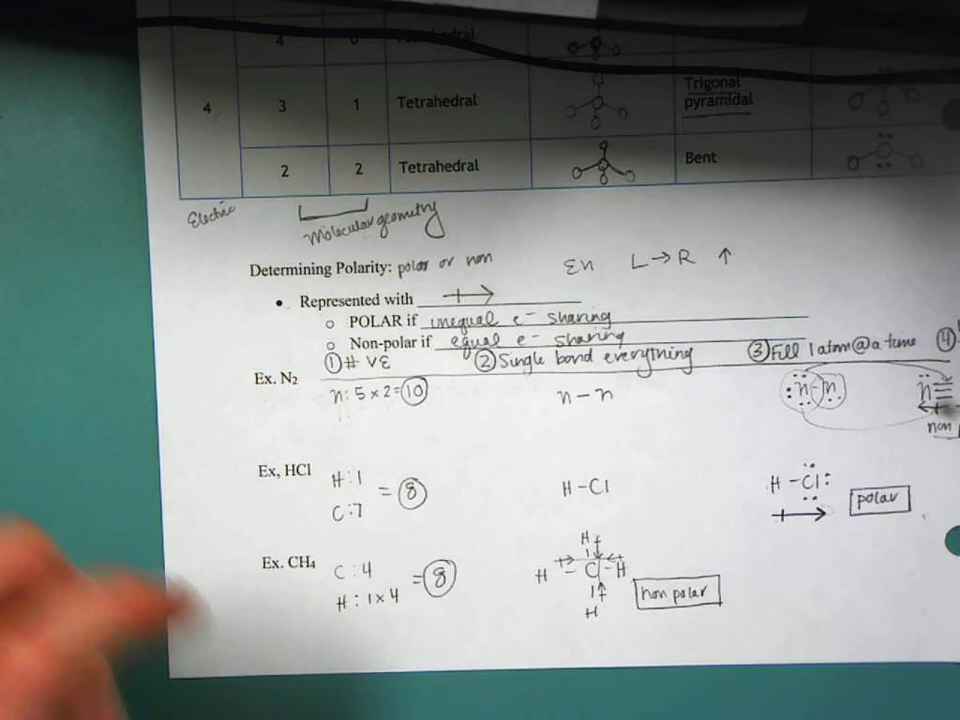 4
4 3 1 Tetrahedral Trigonal pyramidal
2 2 Tetrahedral Bent
Molecular geometry
Determining Polarity: polar or non
En L → R ↑
• Represented with
○ POLAR if unequal e⁻ sharing
○ Non-polar if equal e⁻ sharing
① # VE ② Single bond everything ③ Fill 1 atom @ a time ④
Ex. N₂
n: 5 x 2 = 10 n – n :n–n: n≡
non
Ex, HCl H : 1 = 8 H – Cl H – Cl: polar
C : 7
Ex. CH₄ C : 4 = 8
H : 1 x 4
H
H – C – H
H
non polar